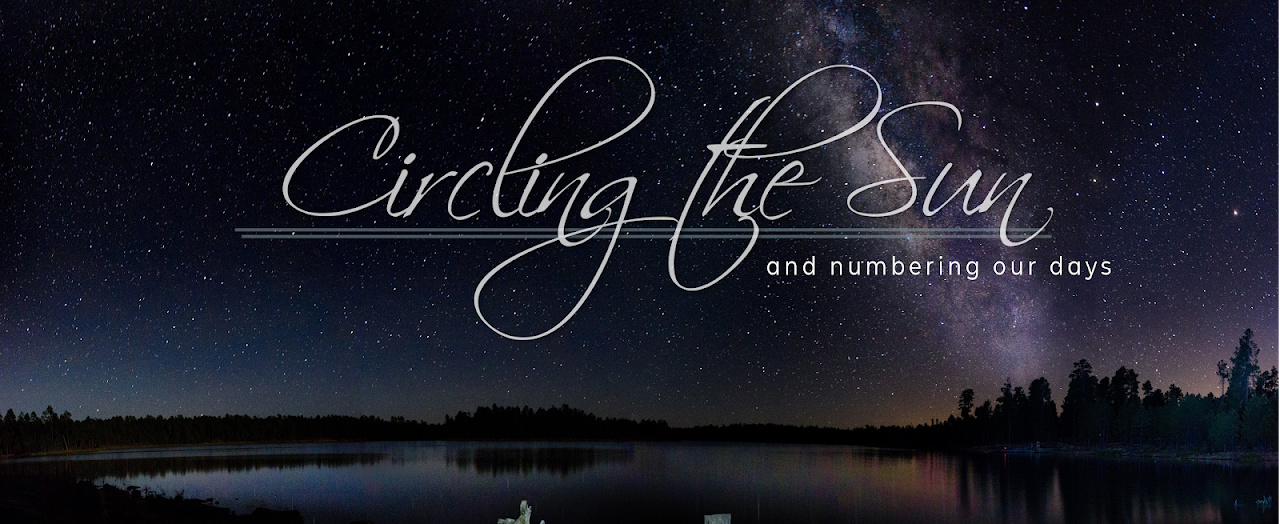 Circling the Sun
and numbering our days